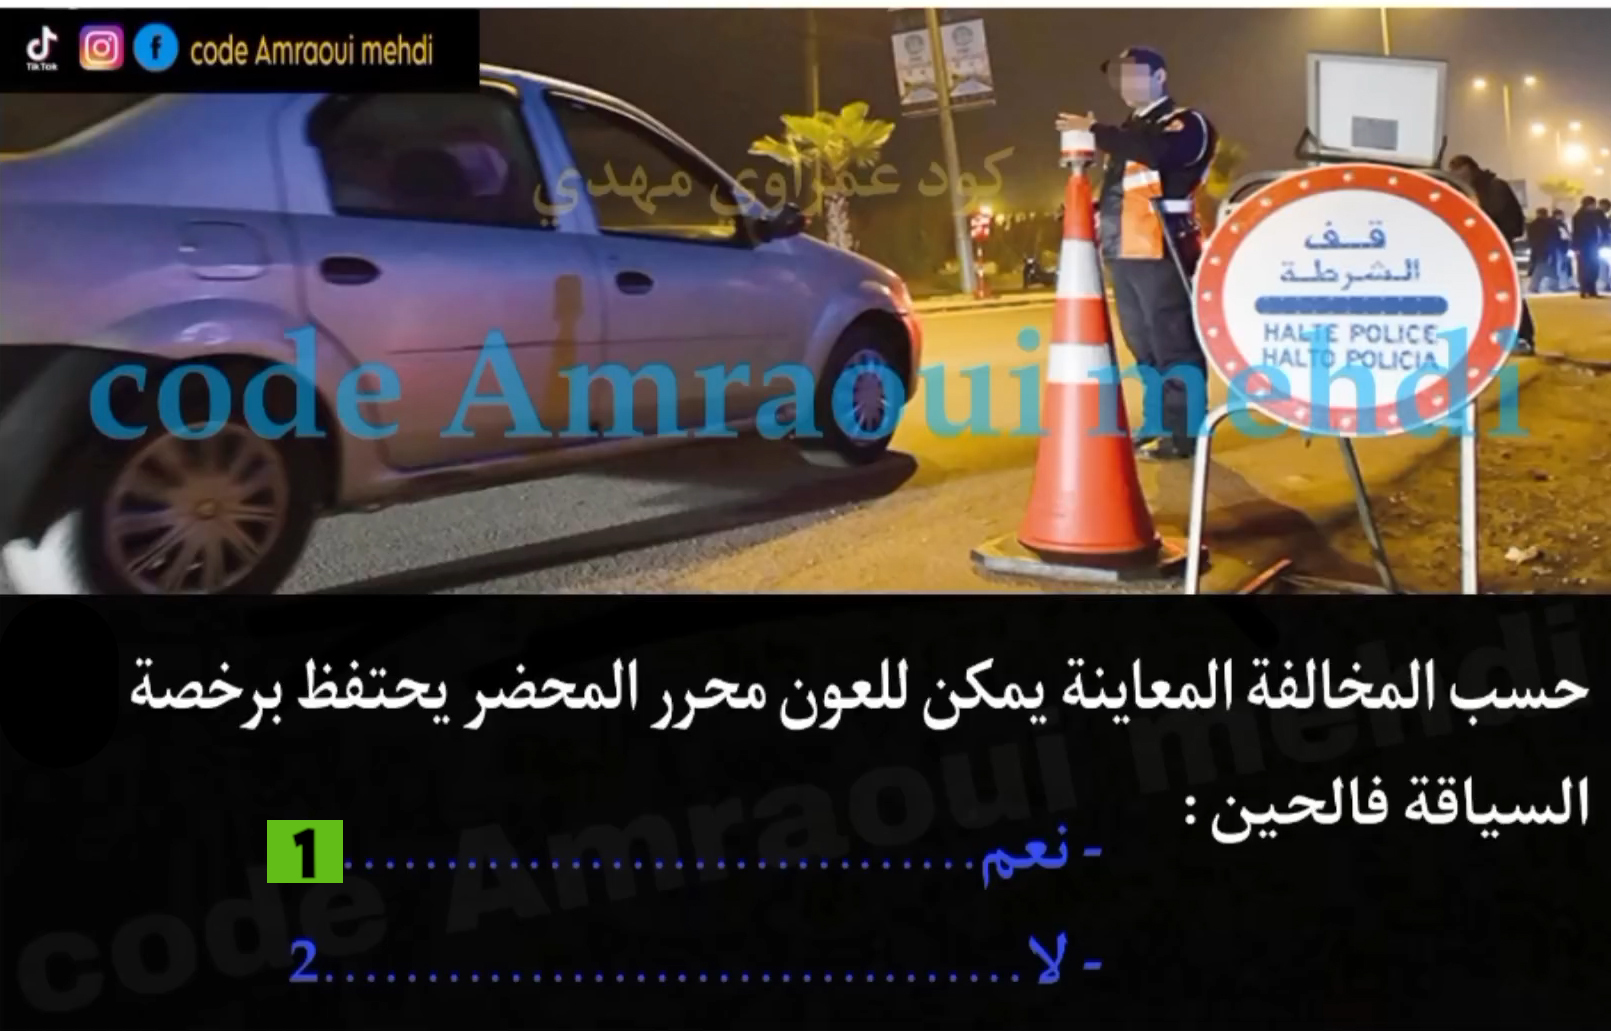 TikTok
code Amraoui mehdi
كود عمراوي مهدي
قف
الشرطة
HALTE POLICE
HALTO POLICIA
code Amraoui mehdi
حسب المخالفة المعاينة يمكن للعون محرر المحضر يحتفظ برخصة
السياقة فالحين :
- نعم....................................1
- لا.......................................2
code Amraoui mehdi